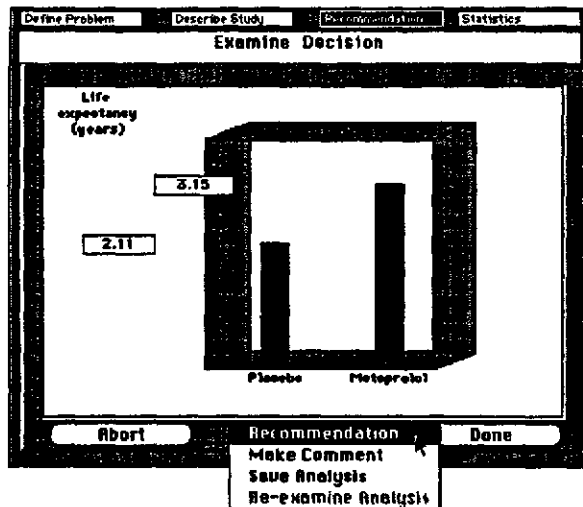 Define Problem
Describe Study
Recommendation
Statistics
Examine Decision
Life
expectancy
(years)
3.15
2.11
Placebo
Metoprolol
Abort
Recommendation
Done
Make Comment
Save Analysis
Re-examine Analysis